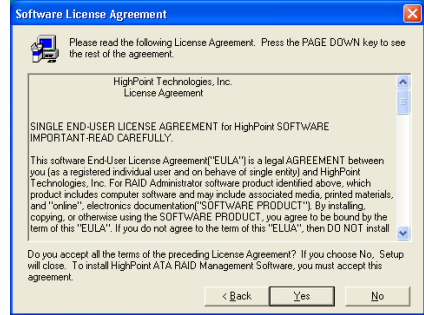 Software License Agreement
Please read the following License Agreement. Press the PAGE DOWN key to see
the rest of the agreement.
HighPoint Technologies, Inc.
License Agreement
SINGLE END-USER LICENSE AGREEMENT for HighPoint SOFTWARE
IMPORTANT-READ CAREFULLY.
This software End-User License Agreement("EULA") is a legal AGREEMENT between
you (as a registered individual user and on behave of single entity) and HighPoint
Technologies, Inc. For RAID Administrator software product identified above, which
product includes computer software and may include associated media, printed materials,
and "online", electronics documentation("SOFTWARE PRODUCT"). By installing,
copying, or otherwise using the SOFTWARE PRODUCT, you agree to be bound by the
term of this "EULA". If you do not agree to the term of this "ELUA", then DO NOT install
Do you accept all the terms of the preceding License Agreement? If you choose No, Setup
will close. To install HighPoint ATA RAID Management Software, you must accept this
agreement.
< Back Yes No